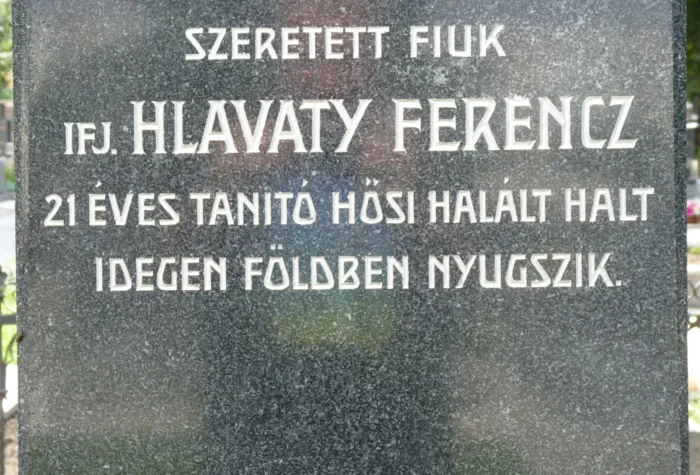 SZERETETT FIUK
IFJ. HLAVATY FERENCZ
21 ÉVES TANITÓ HŐSI HALÁLT HALT
IDEGEN FÖLDBEN NYUGSZIK.